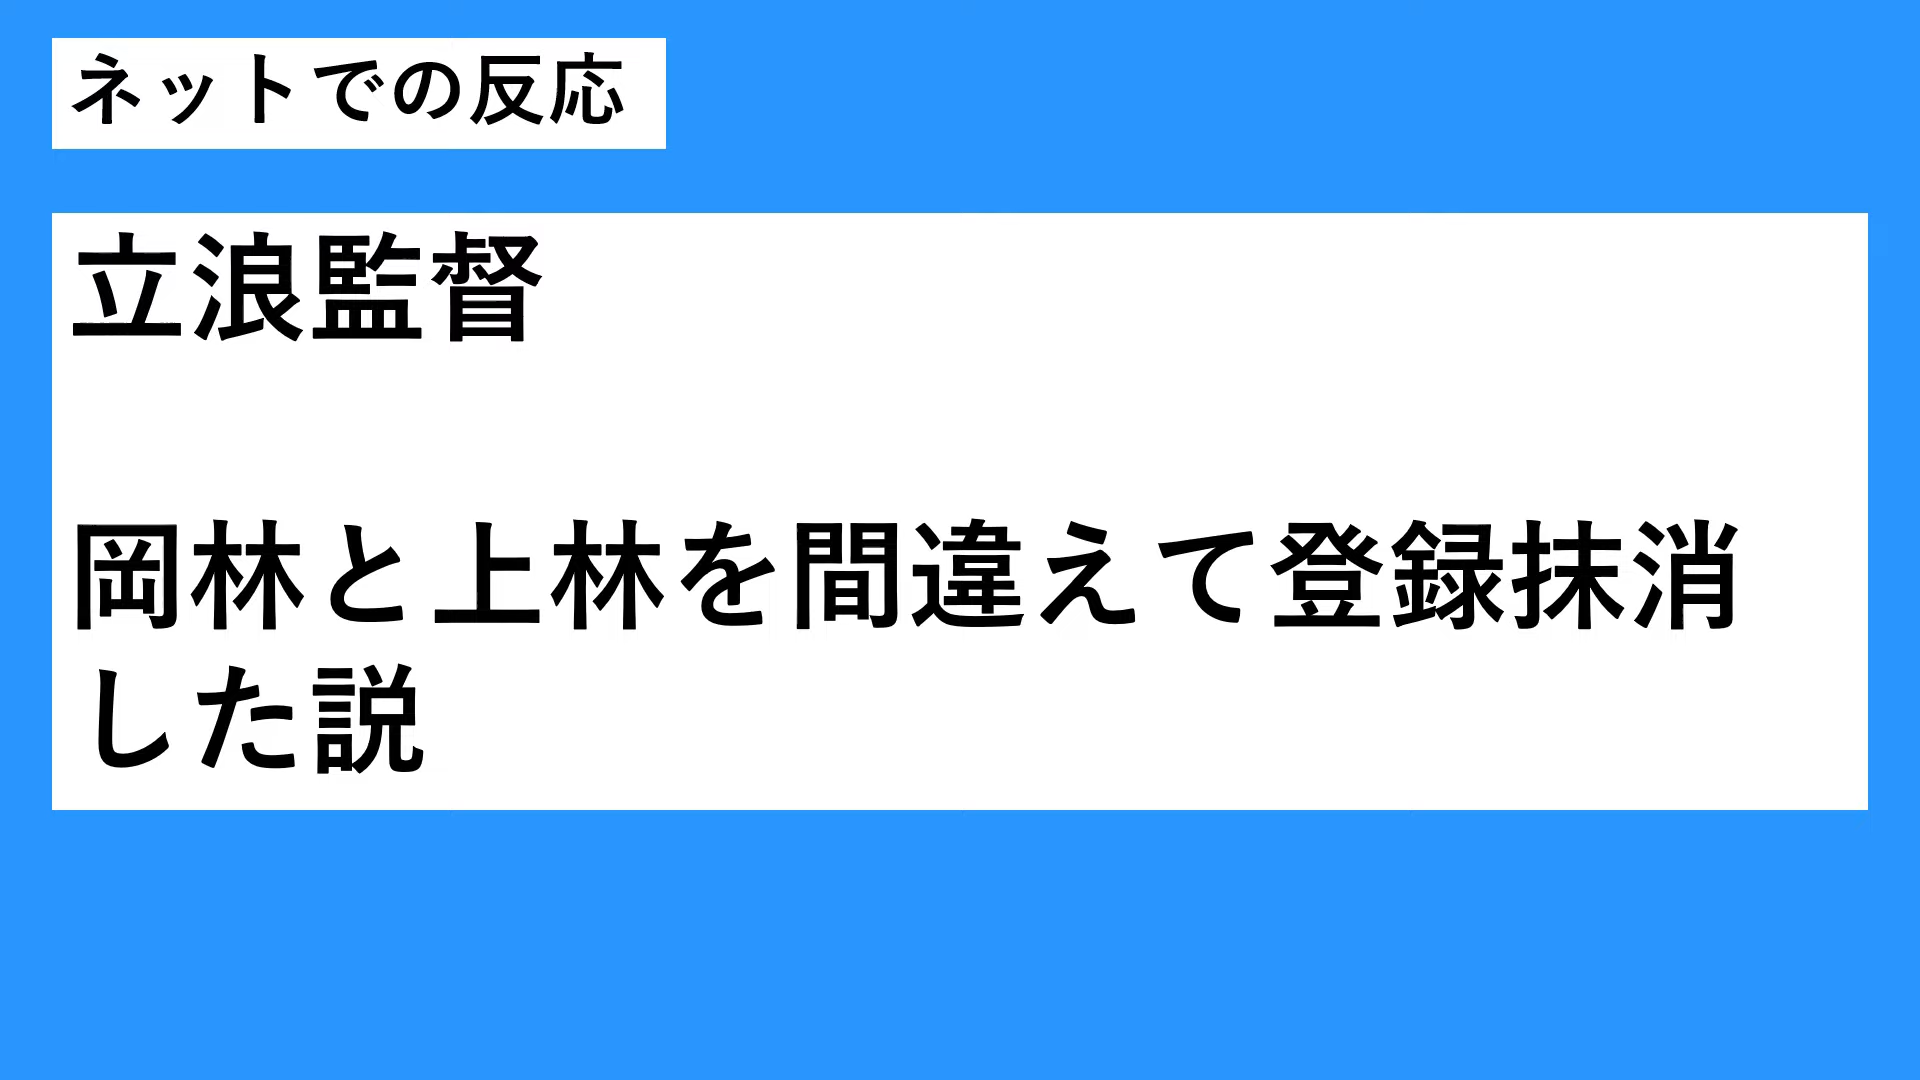 ネットでの反応
立浪監督
岡林と上林を間違えて登録抹消
した説